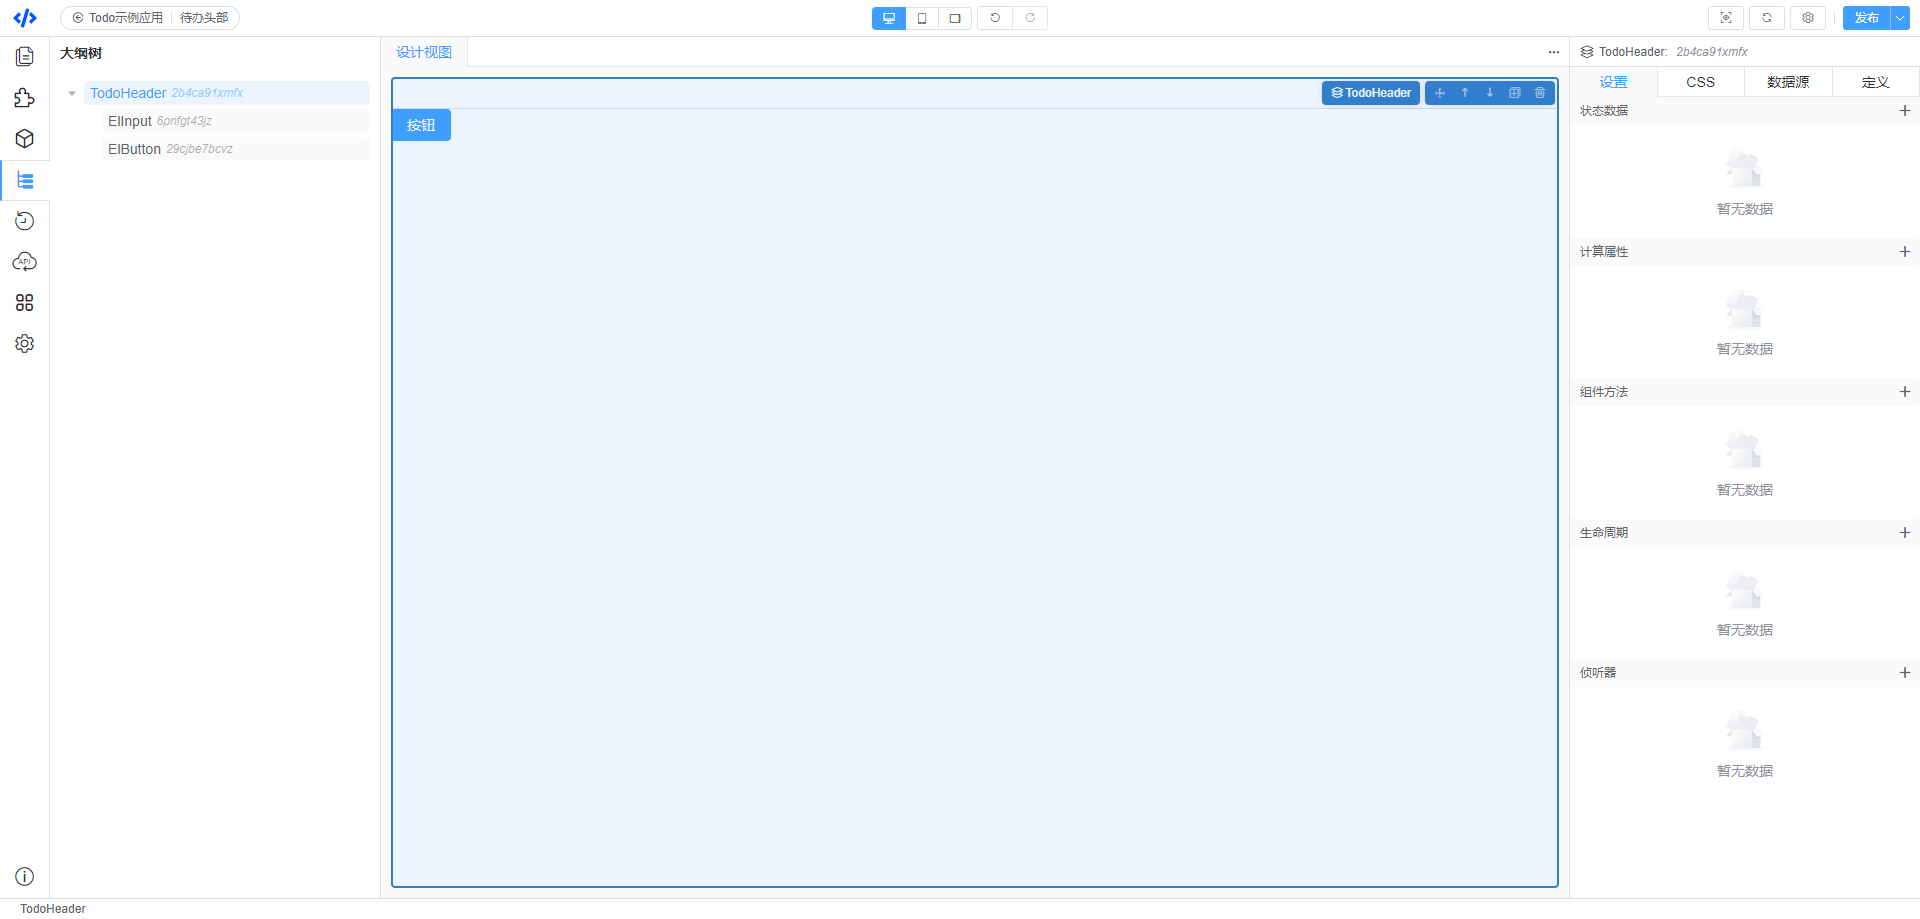 Todo示例应用
待办头部
发布
大纲树
TodoHeader 2b4ca91xmfx
ElInput 6pnfgt43jz
ElButton 29cjbe7bcvz
设计视图
TodoHeader
按钮
TodoHeader: 2b4ca91xmfx
设置
CSS
数据源
定义
状态数据
暂无数据
计算属性
暂无数据
组件方法
暂无数据
生命周期
暂无数据
侦听器
暂无数据
API
TodoHeader